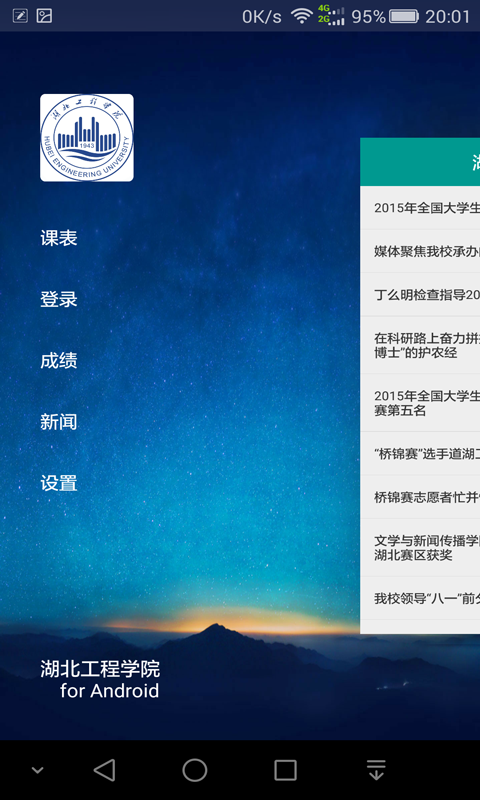 0K/s 4G 2G 95% 20:01
湖北工程学院
1943
HUBEI ENGINEERING UNIVERSITY
课表
登录
成绩
新闻
设置
湖北工程学院
for Android
湖
2015年全国大学生
媒体聚焦我校承办
丁么明检查指导20
在科研路上奋力拼
博士”的护农经
2015年全国大学生
赛第五名
“桥锦赛”选手道湖
桥锦赛志愿者忙并
文学与新闻传播学
湖北赛区获奖
我校领导“八一”前夕